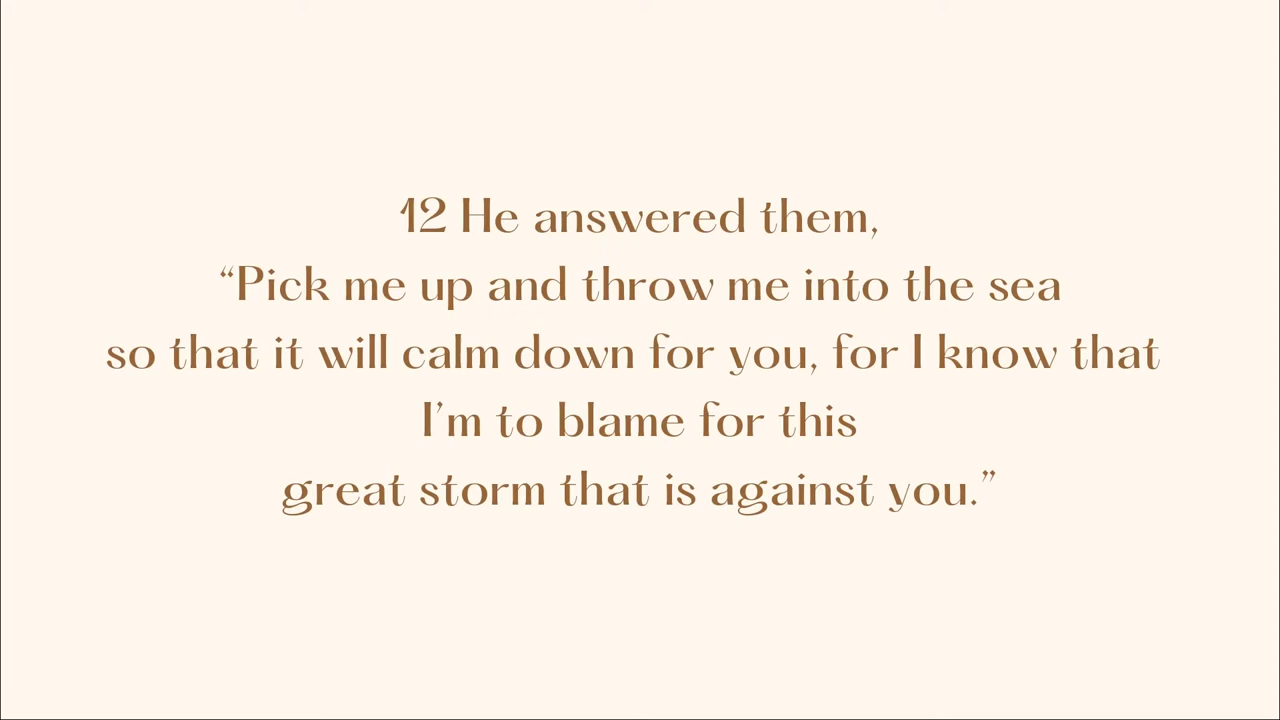 12 He answered them,
“Pick me up and throw me into the sea
so that it will calm down for you, for I know that
I’m to blame for this
great storm that is against you.”